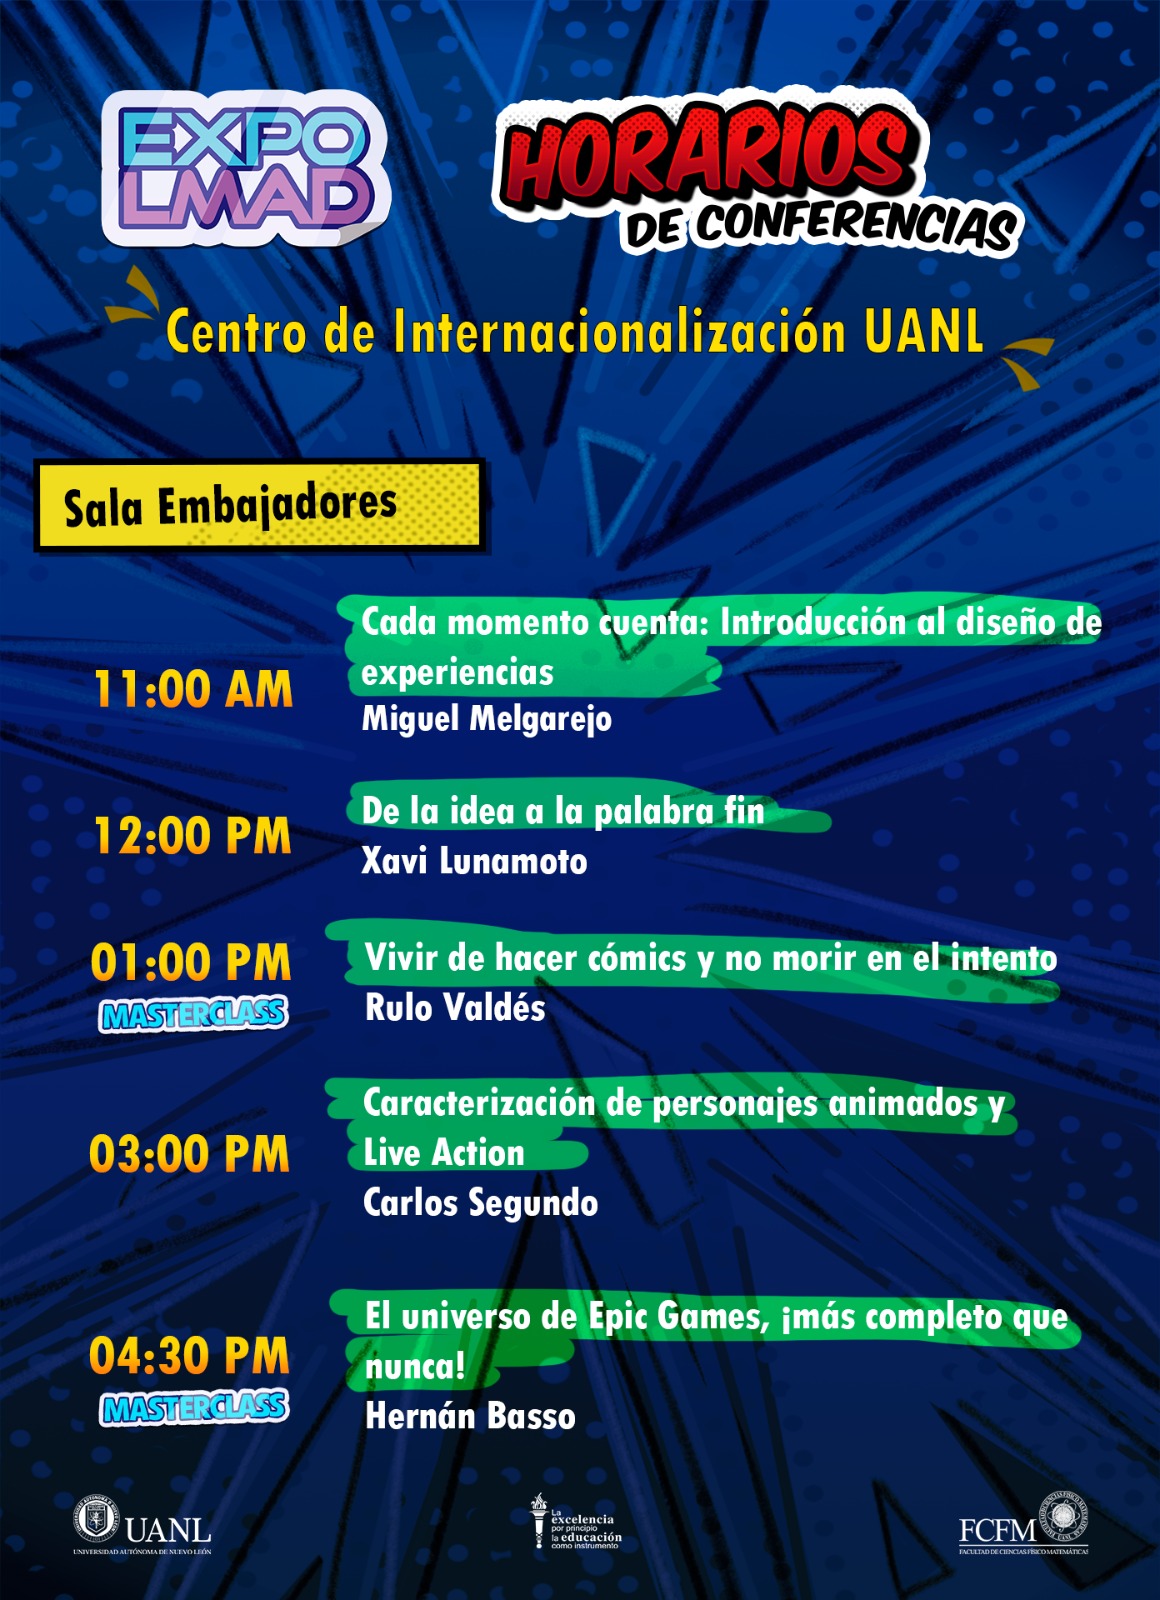 EXPO
LMAD
HORARIOS
DE CONFERENCIAS
Centro de Internacionalización UANL
Sala Embajadores
11:00 AM
Cada momento cuenta: Introducción al diseño de
experiencias
Miguel Melgarejo
12:00 PM
De la idea a la palabra fin
Xavi Lunamoto
01:00 PM
MASTERCLASS
Vivir de hacer cómics y no morir en el intento
Rulo Valdés
03:00 PM
Caracterización de personajes animados y
Live Action
Carlos Segundo
04:30 PM
MASTERCLASS
El universo de Epic Games, ¡más completo que
nunca!
Hernán Basso
UANL
UNIVERSIDAD AUTÓNOMA DE NUEVO LEÓN
La
excelencia
por principio
la educación
como instrumento
FCFM
FACULTAD DE CIENCIAS FÍSICO MATEMÁTICAS